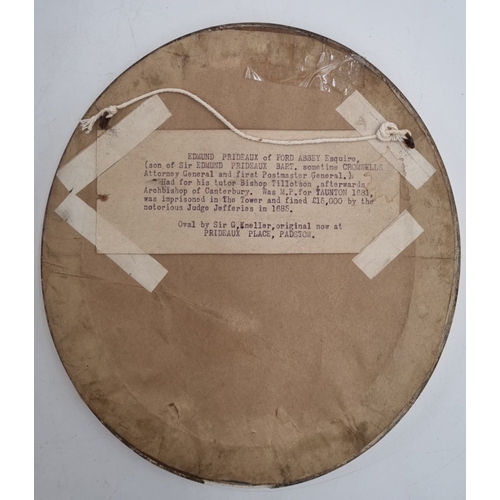 EDMUND PRIDEAUX of FORD ABBEY Esquire,
(son of Sir EDMUND PRIDEAUX BART. sometime CROMWELLS
Attorney General and first Postmaster General.)
Had for his tutor Bishop Tillotson ,afterwards
Archbishop of Canterbury. Was M.P.for TAUNTON 1681,
was imprisoned in The Tower and fined £15,000 by the
notorious Judge Jefferies in 1685.
Oval by Sir G.Kneller,original now at
PRIDEAUX PLACE, PADSTOW.